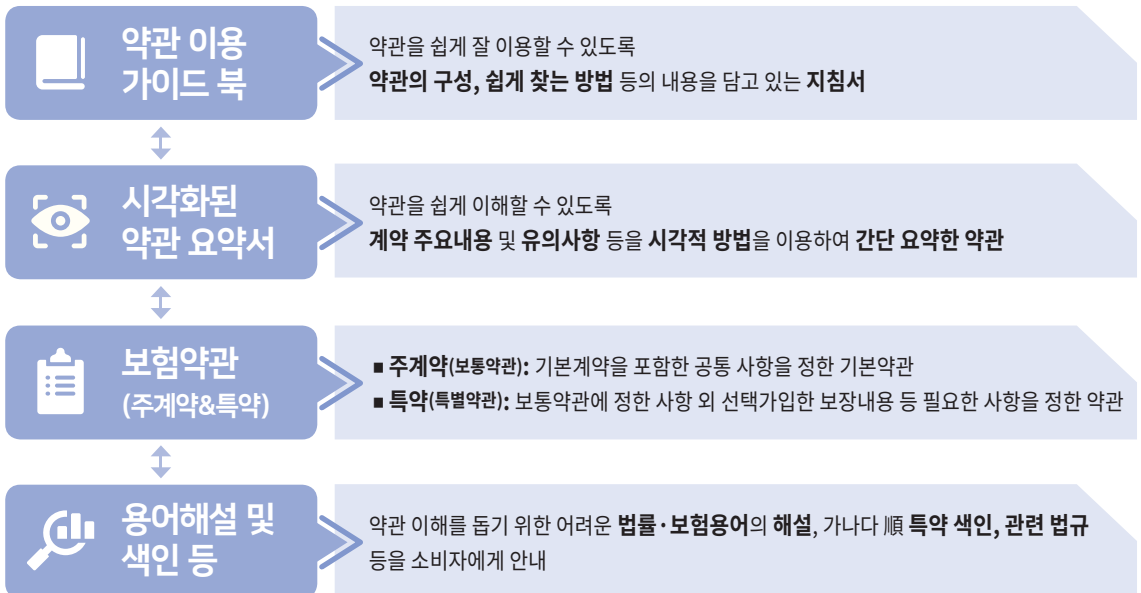 약관 이용
가이드 북
약관을 쉽게 잘 이용할 수 있도록
약관의 구성, 쉽게 찾는 방법 등의 내용을 담고 있는 지침서
시각화된
약관 요약서
약관을 쉽게 이해할 수 있도록
계약 주요내용 및 유의사항 등을 시각적 방법을 이용하여 간단 요약한 약관
보험약관
(주계약&특약)
■ 주계약(보통약관): 기본계약을 포함한 공통 사항을 정한 기본약관
■ 특약(특별약관): 보통약관에 정한 사항 외 선택가입한 보장내용 등 필요한 사항을 정한 약관
용어해설 및
색인 등
약관 이해를 돕기 위한 어려운 법률·보험용어의 해설, 가나다 順 특약 색인, 관련 법규
등을 소비자에게 안내